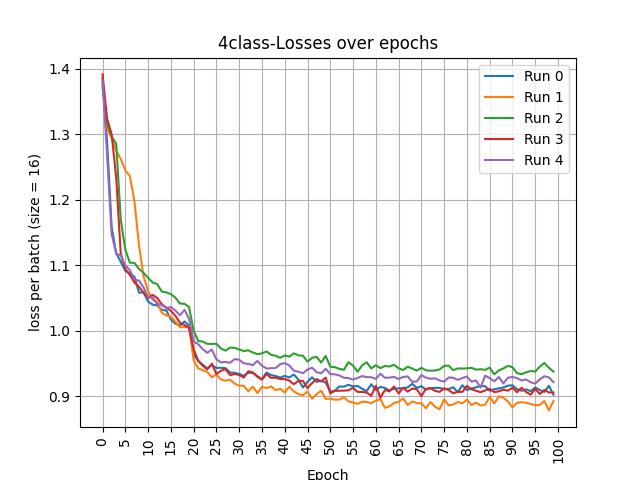 4class-Losses over epochs
1.4
1.3
1.2
1.1
1.0
0.9
loss per batch (size = 16)
Run 0
Run 1
Run 2
Run 3
Run 4
0 5 10 15 20 25 30 35 40 45 50 55 60 65 70 75 80 85 90 95 100
Epoch